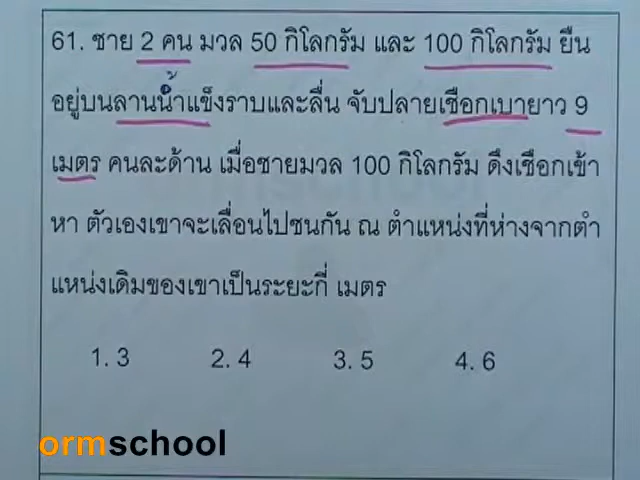 61. ชาย 2 คน มวล 50 กิโลกรัม และ 100 กิโลกรัม ยืน
อยู่บนลานน้ำแข็งราบและลื่น จับปลายเชือกเบายาว 9
เมตร คนละด้าน เมื่อชายมวล 100 กิโลกรัม ดึงเชือกเข้า
หา ตัวเองเขาจะเลื่อนไปชนกัน ณ ตำแหน่งที่ห่างจากตำ
แหน่งเดิมของเขาเป็นระยะกี่ เมตร
1. 3 2. 4 3. 5 4. 6
ormschool